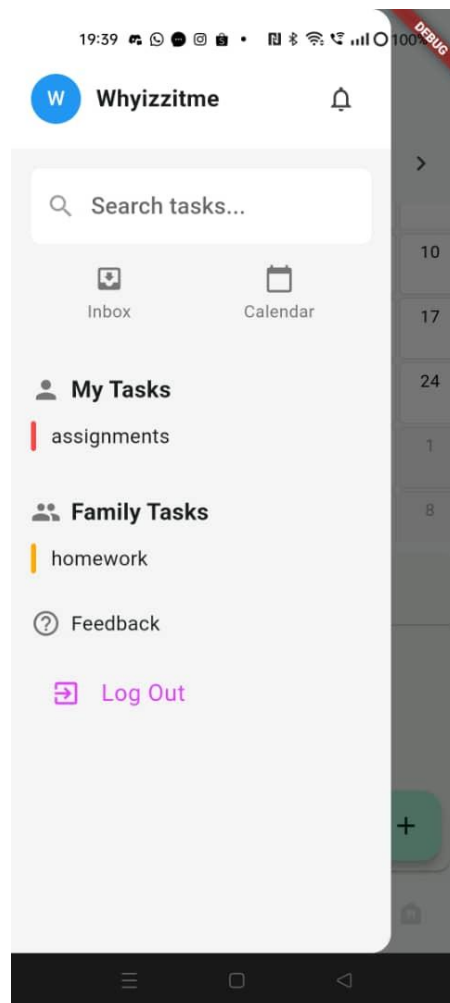 19:39 100%
DEBUG
W Whyizzitme
Search tasks...
Inbox Calendar
10
17
My Tasks
24
assignments
1
Family Tasks
8
homework
Feedback
Log Out
+